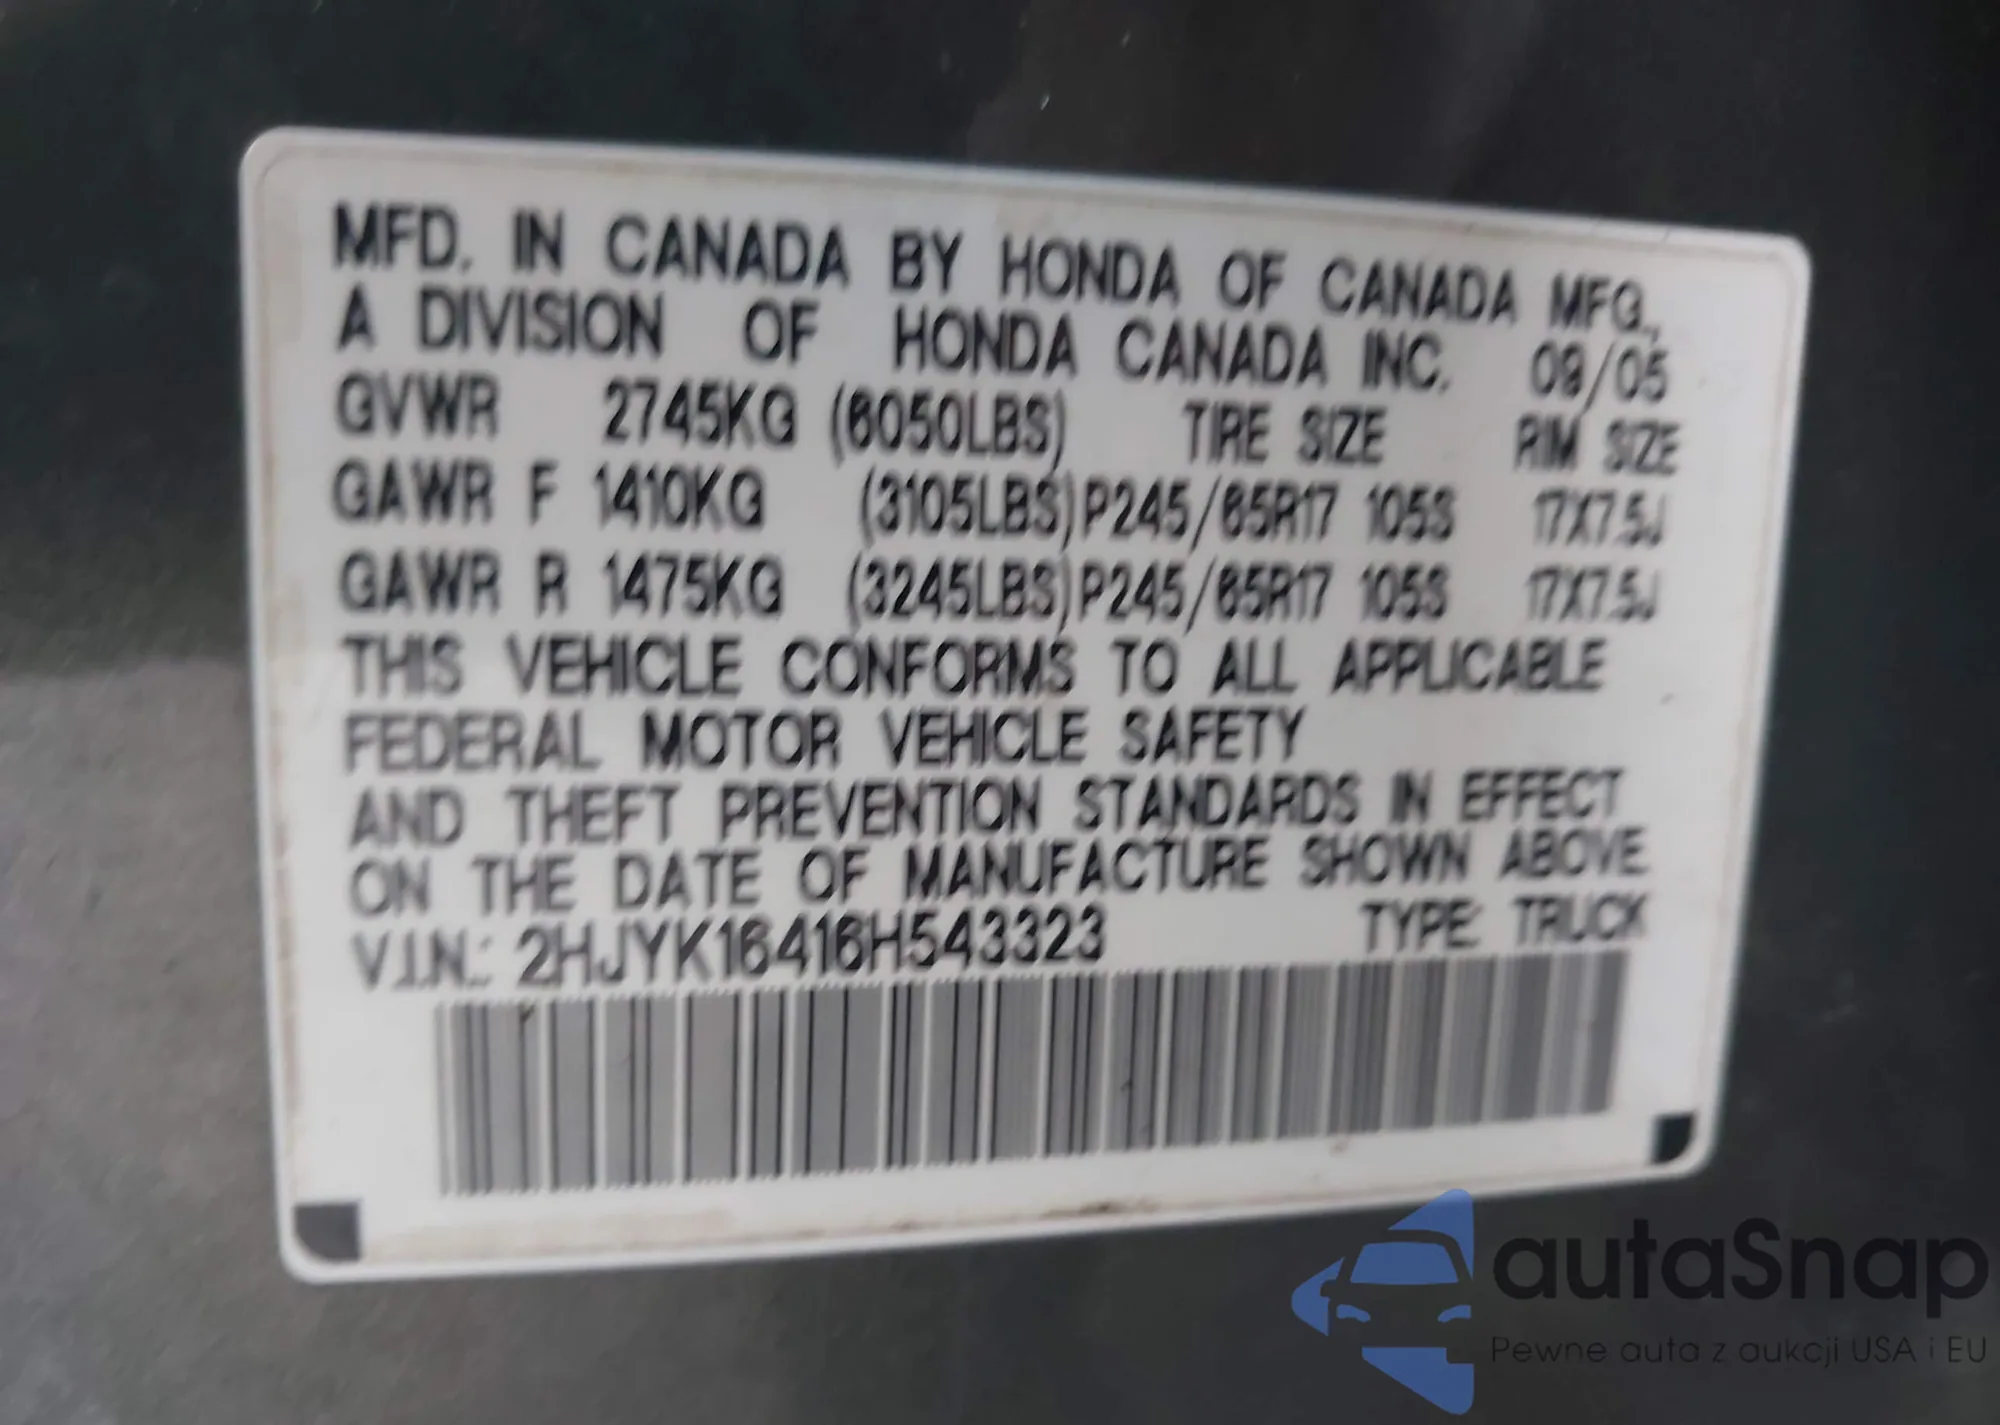 MFD. IN CANADA BY HONDA OF CANADA MFG.,
A DIVISION OF HONDA CANADA INC. 09/05
GVWR 2745KG (6050LBS) TIRE SIZE RIM SIZE
GAWR F 1410KG (3105LBS) P245/65R17 105S 17X7.5J
GAWR R 1475KG (3245LBS) P245/65R17 105S 17X7.5J
THIS VEHICLE CONFORMS TO ALL APPLICABLE
FEDERAL MOTOR VEHICLE SAFETY
AND THEFT PREVENTION STANDARDS IN EFFECT
ON THE DATE OF MANUFACTURE SHOWN ABOVE
V.I.N.: 2HJYK16416H543323 TYPE: TRUCK
autaSnap
Pewne auta z aukcji USA i EU